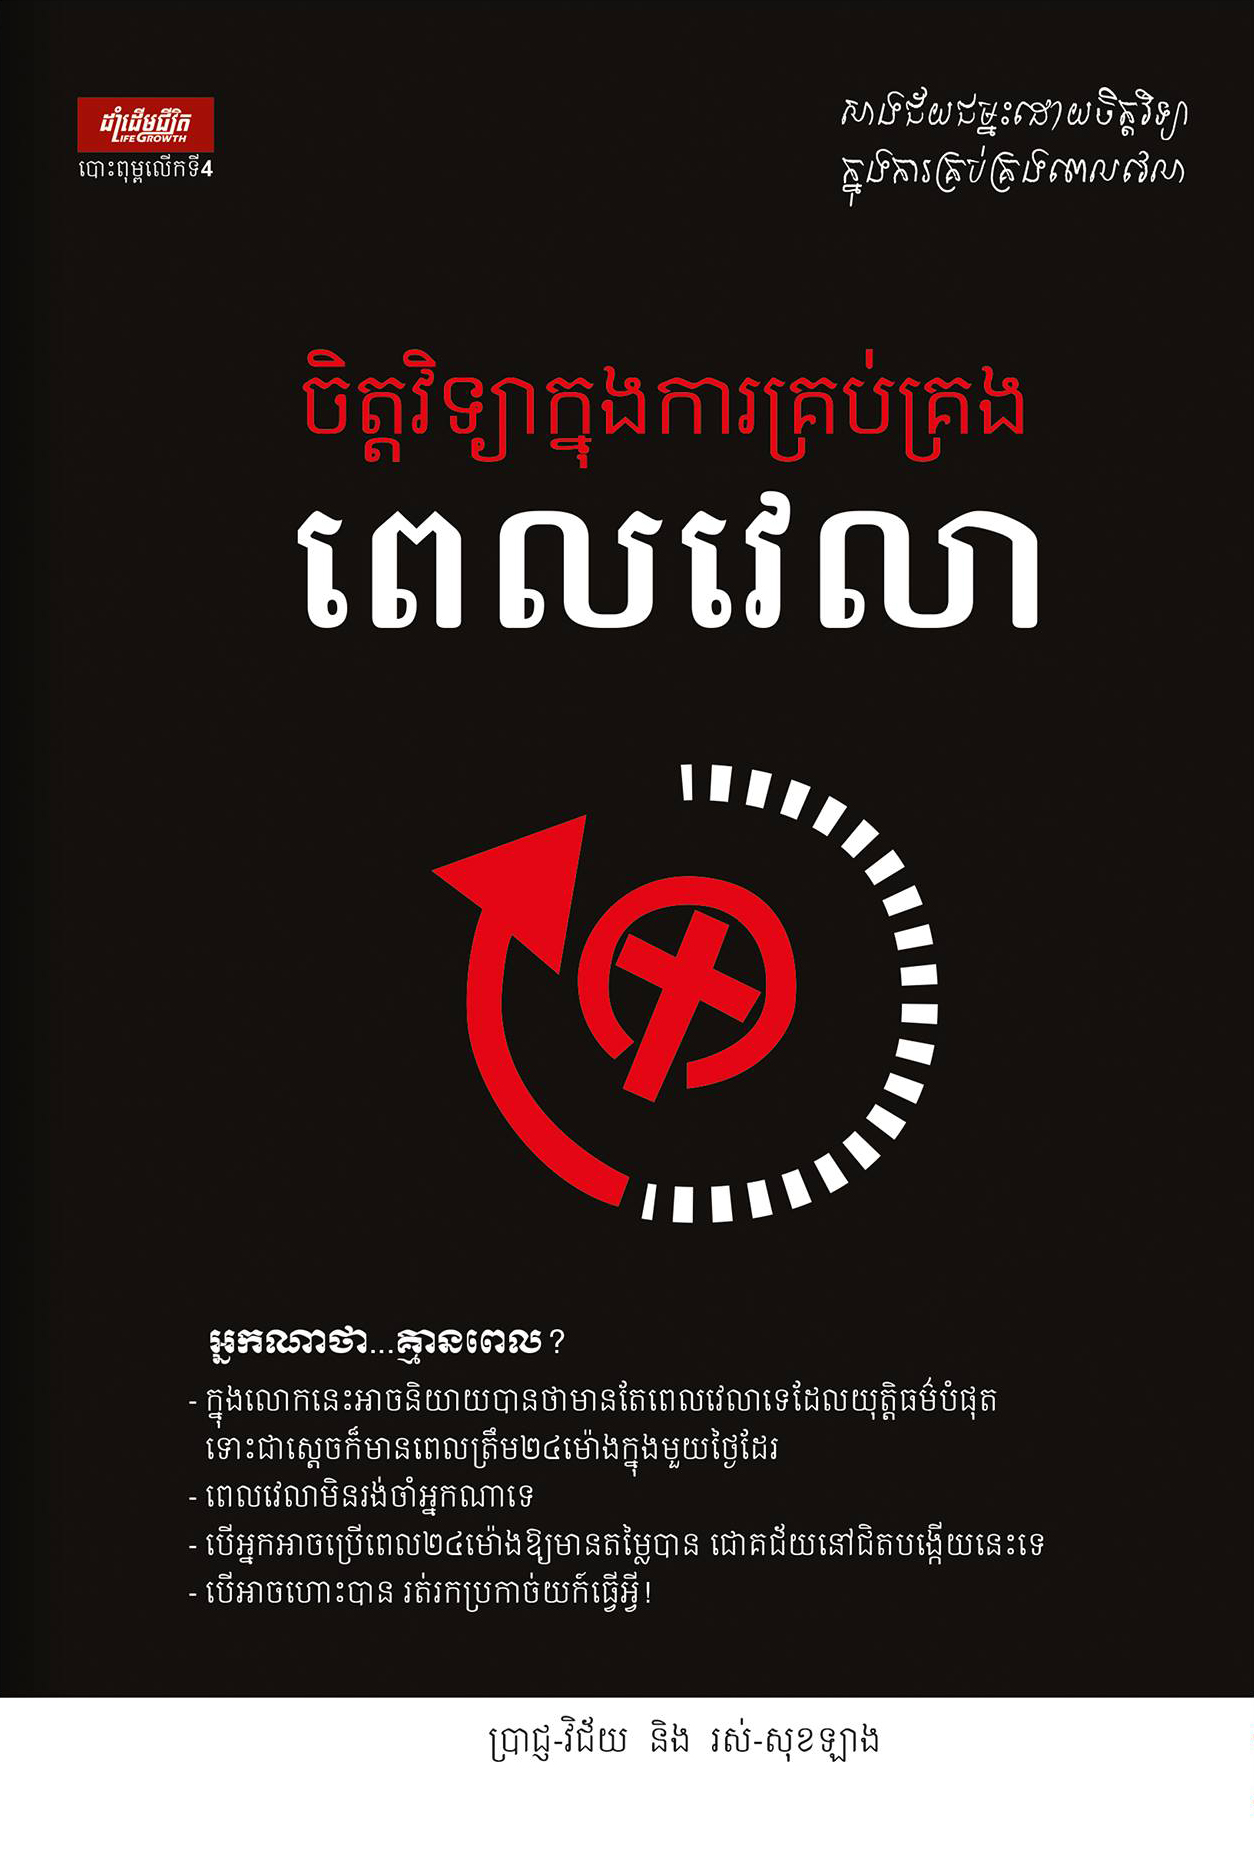 ដាំដើមជីវិត
LIFEGROWTH
បោះពុម្ពលើកទី4
សាងជ័យជម្នះដោយចិត្តវិទ្យា
ក្នុងការគ្រប់គ្រងពេលវេលា
ចិត្តវិទ្យាក្នុងការគ្រប់គ្រង
ពេលវេលា
អ្នកណាថា...គ្មានពេល?
- ក្នុងលោកនេះអាចនិយាយបានថាមានតែពេលវេលាទេដែលយុត្តិធម៌បំផុត
ទោះជាស្តេចក៏មានពេលត្រឹម២៤ម៉ោងក្នុងមួយថ្ងៃដែរ
- ពេលវេលាមិនរង់ចាំអ្នកណាទេ
- បើអ្នកអាចប្រើពេល២៤ម៉ោងឱ្យមានតម្លៃបាន ជោគជ័យនៅជិតបង្កើយនេះទេ
- បើអាចហោះបាន រត់រកប្រកាច់យក៍ធ្វើអ្វី!
ប្រាជ្ញ-វិជ័យ និង រស់-សុខឡាង